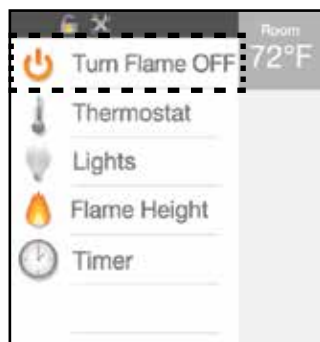 Room
72°F
Turn Flame OFF
Thermostat
Lights
Flame Height
Timer